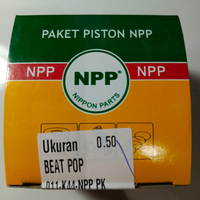 PAKET PISTON NPP
NPP NPP® NPP
NIPPON PARTS
Ukuran 0.50
BEAT POP
011-K44-NPP PK